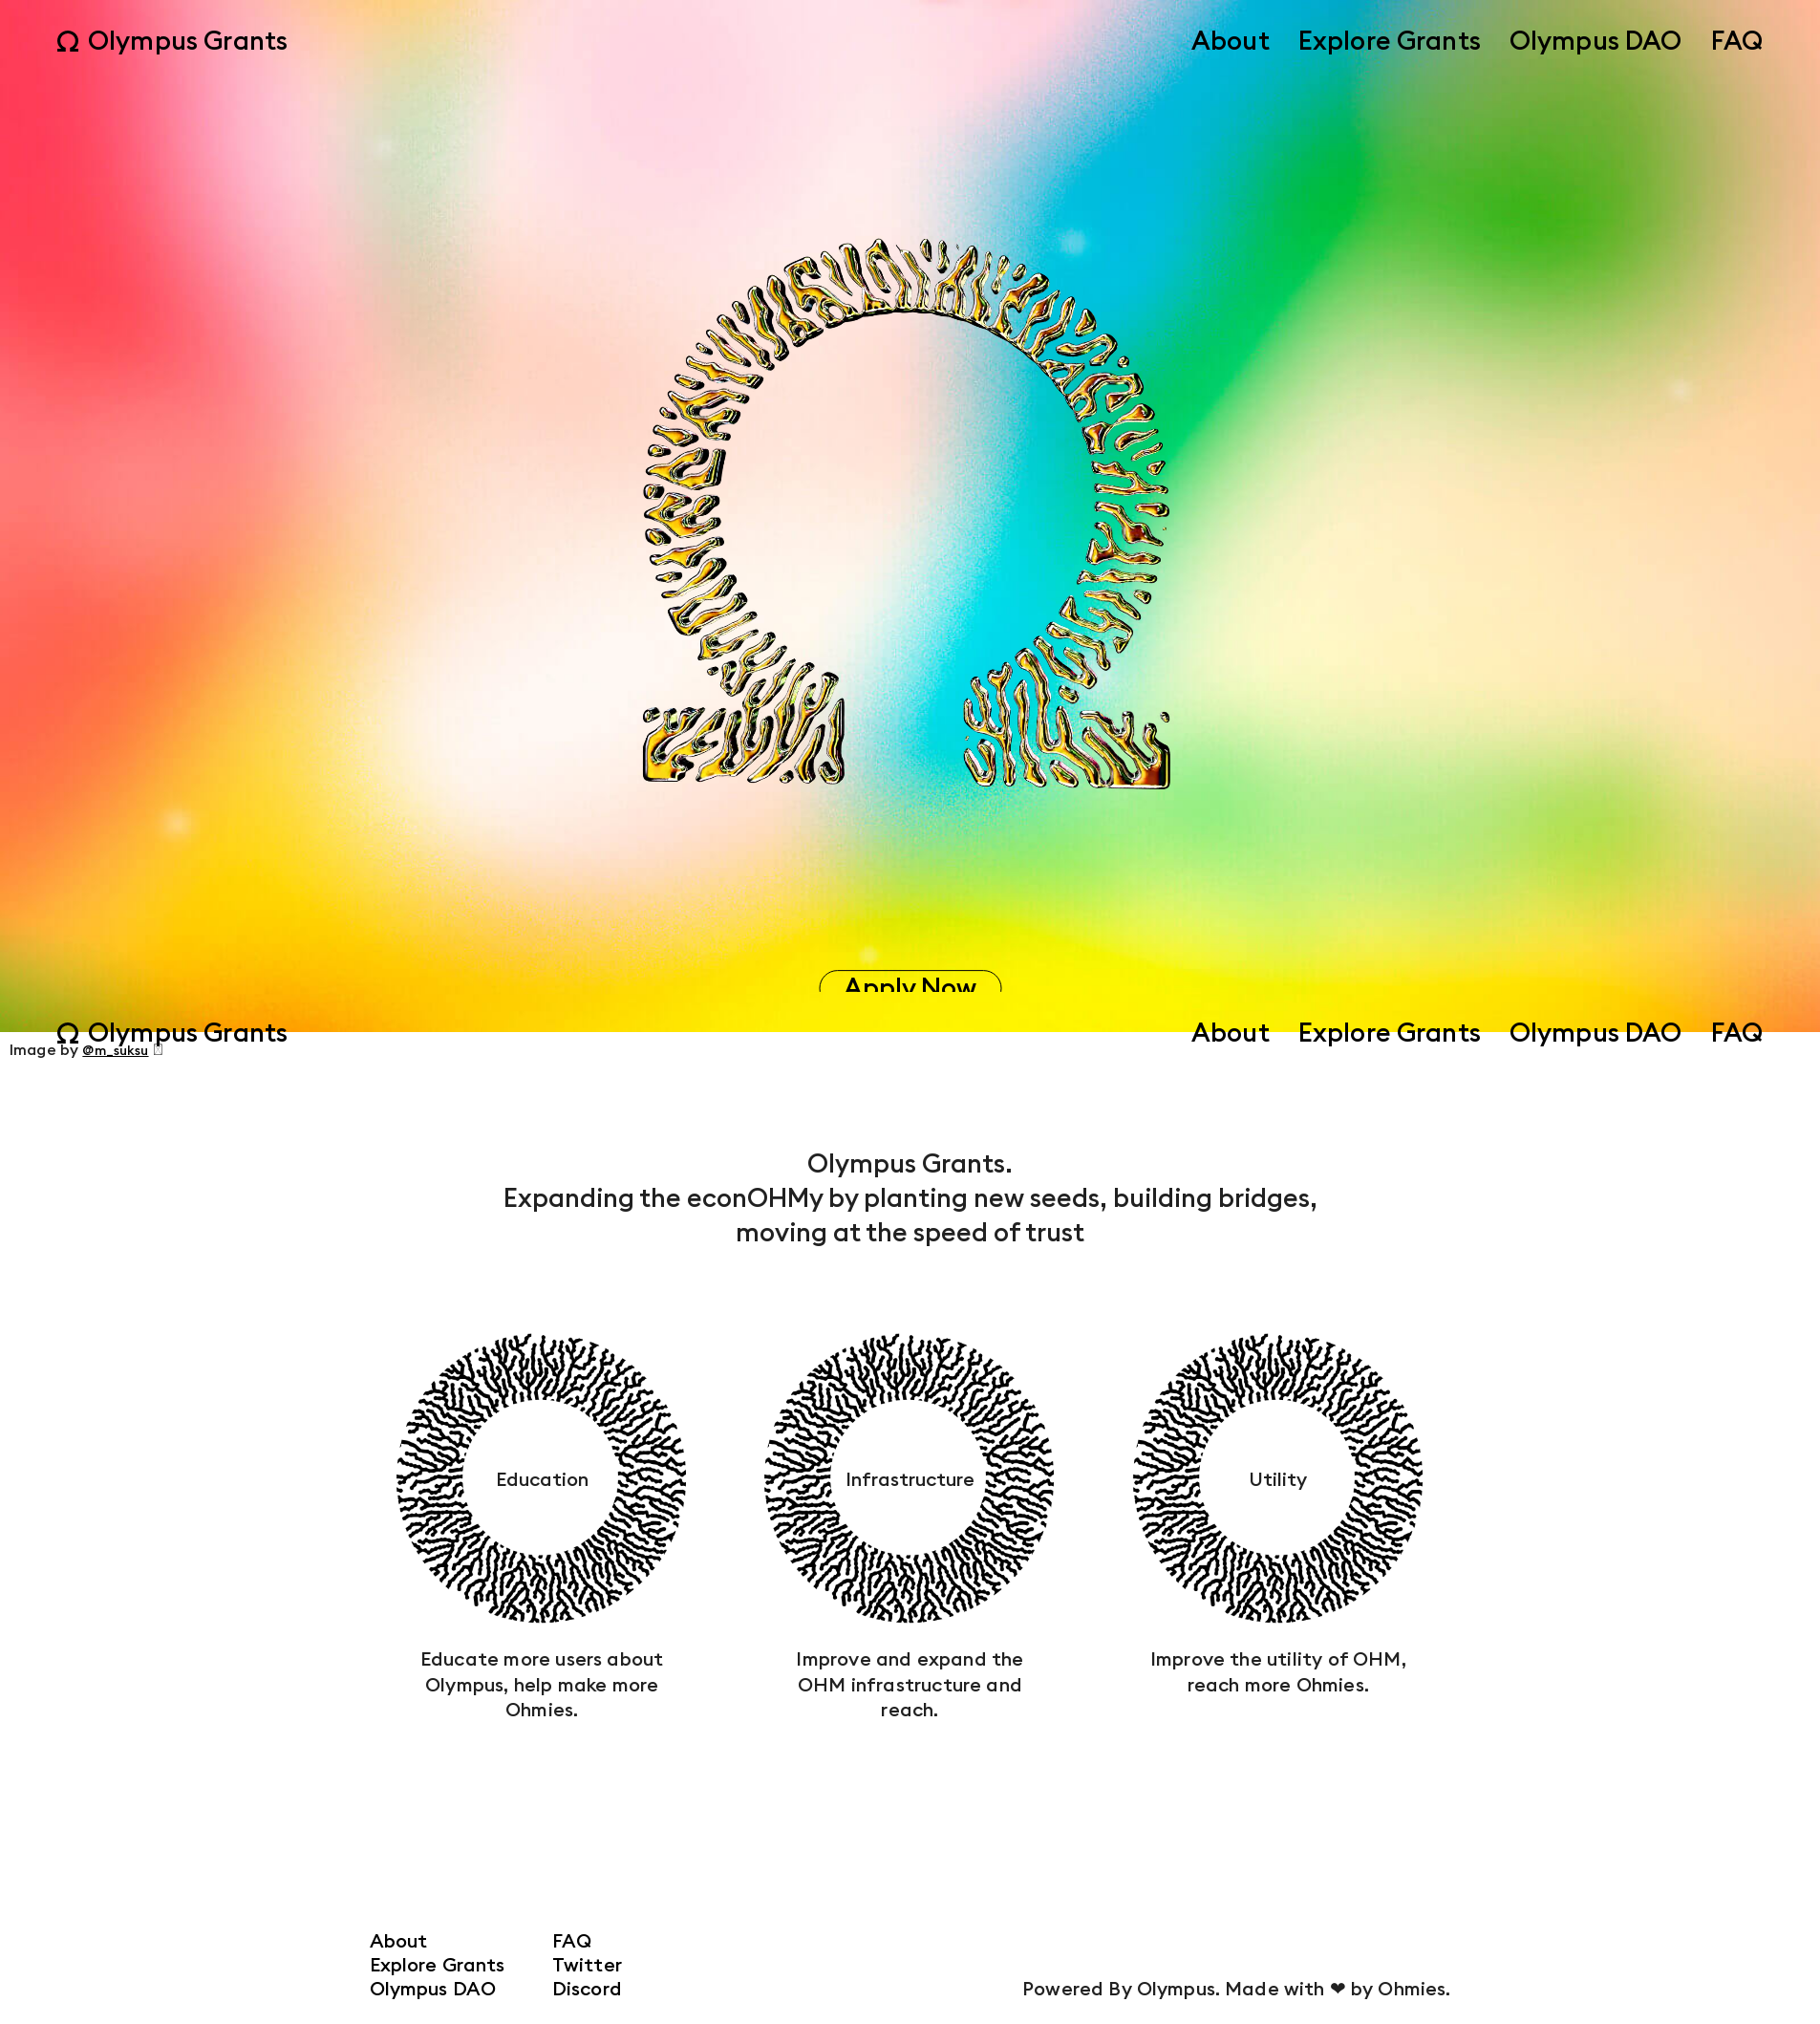 Ω Olympus Grants About Explore Grants Olympus DAO FAQ
Apply Now
Ω Olympus Grants About Explore Grants Olympus DAO FAQ
Image by @m_suksu
Olympus Grants.
Expanding the econOHMy by planting new seeds, building bridges,
moving at the speed of trust
Education
Infrastructure
Utility
Educate more users about
Olympus, help make more
Ohmies.
Improve and expand the
OHM infrastructure and
reach.
Improve the utility of OHM,
reach more Ohmies.
About
Explore Grants
Olympus DAO
FAQ
Twitter
Discord
Powered By Olympus. Made with ❤ by Ohmies.